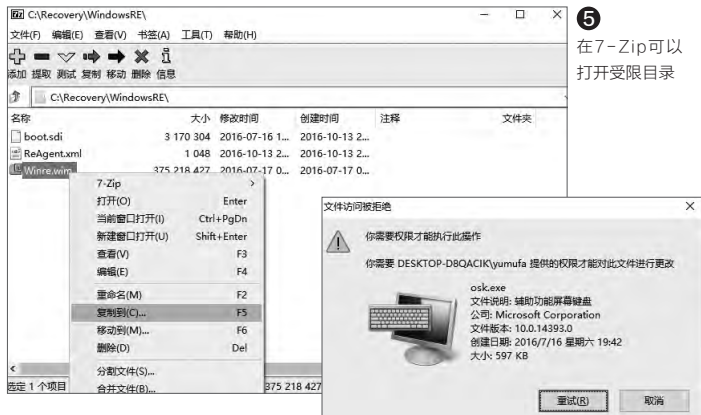 C:\Recovery\WindowsRE\
文件(F) 编辑(E) 查看(V) 书签(A) 工具(T) 帮助(H)
添加 提取 测试 复制 移动 删除 信息
C:\Recovery\WindowsRE\
名称 大小 修改时间 创建时间 注释 文件夹
boot.sdi 3 170 304 2016-07-16 1... 2016-10-13 2...
ReAgent.xml 1 048 2016-10-13 2... 2016-10-13 2...
Winre.wim 375 218 427 2016-07-17 0... 2016-07-17 0...
7-Zip
打开(O) Enter
当前窗口打开(I) Ctrl+PgDn
新建窗口打开(U) Shift+Enter
查看(V) F3
编辑(E) F4
重命名(M) F2
复制到(C)... F5
移动到(M)... F6
删除(D) Del
分割文件(S)...
合并文件(B)...
选定 1 个项目 375 218 427
❺
在7-Zip可以
打开受限目录
文件访问被拒绝
你需要权限才能执行此操作
你需要 DESKTOP-D8QACIK\yumufa 提供的权限才能对此文件进行更改
osk.exe
文件说明: 辅助功能屏幕键盘
公司: Microsoft Corporation
文件版本: 10.0.14393.0
创建日期: 2016/7/16 星期六 19:42
大小: 597 KB
重试(R) 取消